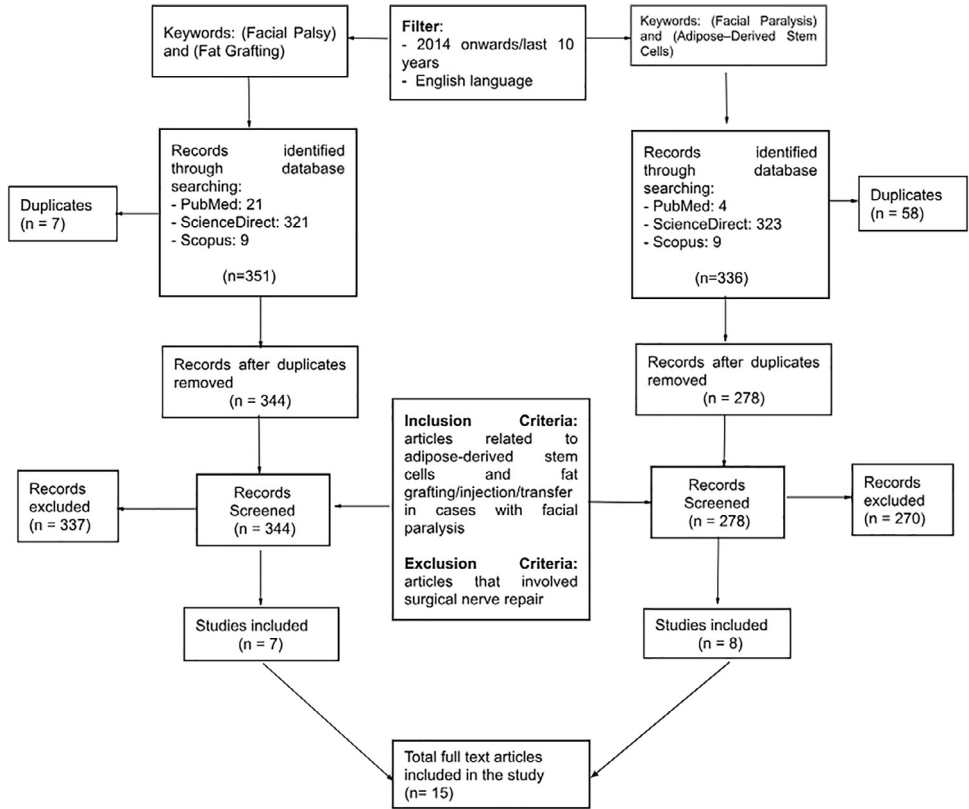 Keywords: (Facial Palsy)
and (Fat Grafting)
Filter:
- 2014 onwards/last 10
years
- English language
Keywords: (Facial Paralysis)
and (Adipose–Derived Stem
Cells)
Records identified
through database
searching:
- PubMed: 21
- ScienceDirect: 321
- Scopus: 9
(n=351)
Duplicates
(n = 7)
Records identified
through database
searching:
- PubMed: 4
- ScienceDirect: 323
- Scopus: 9
(n=336)
Duplicates
(n = 58)
Records after duplicates
removed
(n = 344)
Records after duplicates
removed
(n = 278)
Inclusion Criteria:
articles related to
adipose-derived stem
cells and fat
grafting/injection/transfer
in cases with facial
paralysis
Exclusion Criteria:
articles that involved
surgical nerve repair
Records
excluded
(n = 337)
Records
Screened
(n = 344)
Records
Screened
(n = 278)
Records
excluded
(n = 270)
Studies included
(n = 7)
Studies included
(n = 8)
Total full text articles
included in the study
(n= 15)